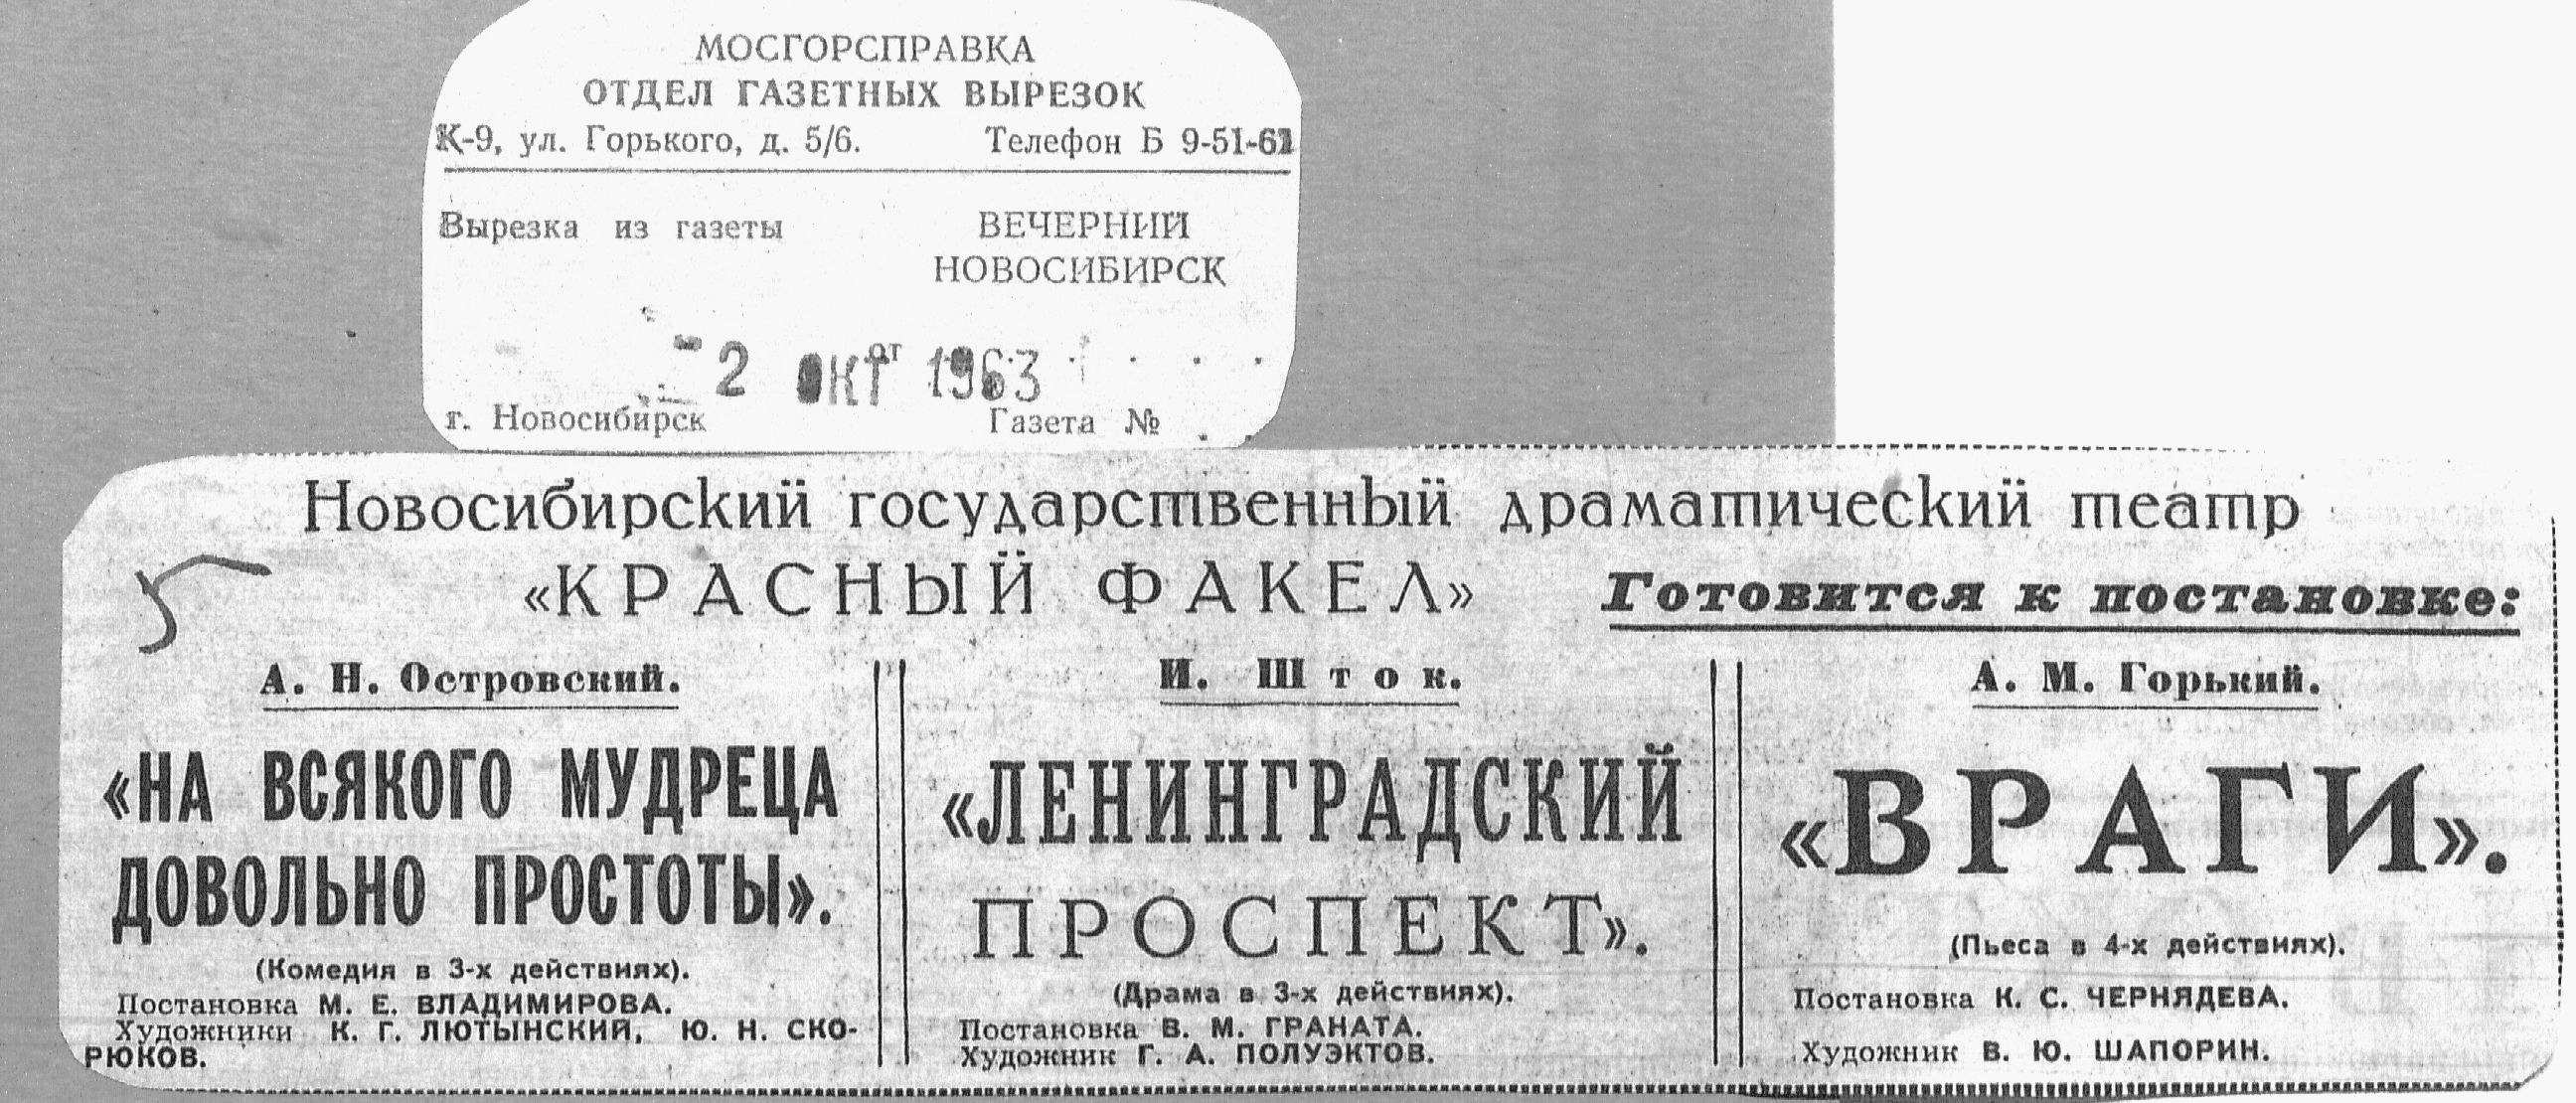 МОСГОРСПРАВКА
ОТДЕЛ ГАЗЕТНЫХ ВЫРЕЗОК
К-9, ул. Горького, д. 5/6. Телефон Б 9-51-61
Вырезка из газеты
ВЕЧЕРНИЙ
НОВОСИБИРСК
-2 ОКТ 1963
от
г. Новосибирск Газета №
Новосибирский государственный драматический театр
«КРАСНЫЙ ФАКЕЛ» Готовится к постановке:
А. Н. Островский.
«НА ВСЯКОГО МУДРЕЦА
ДОВОЛЬНО ПРОСТОТЫ».
(Комедия в 3-х действиях).
Постановка М. Е. ВЛАДИМИРОВА.
Художники К. Г. ЛЮТЫНСКИЙ, Ю. Н. СКО-
РЮКОВ.
И. Шток.
«ЛЕНИНГРАДСКИЙ
ПРОСПЕКТ».
(Драма в 3-х действиях).
Постановка В. М. ГРАНАТА.
Художник Г. А. ПОЛУЭКТОВ.
А. М. Горький.
«ВРАГИ».
(Пьеса в 4-х действиях).
Постановка К. С. ЧЕРНЯДЕВА.
Художник В. Ю. ШАПОРИН.